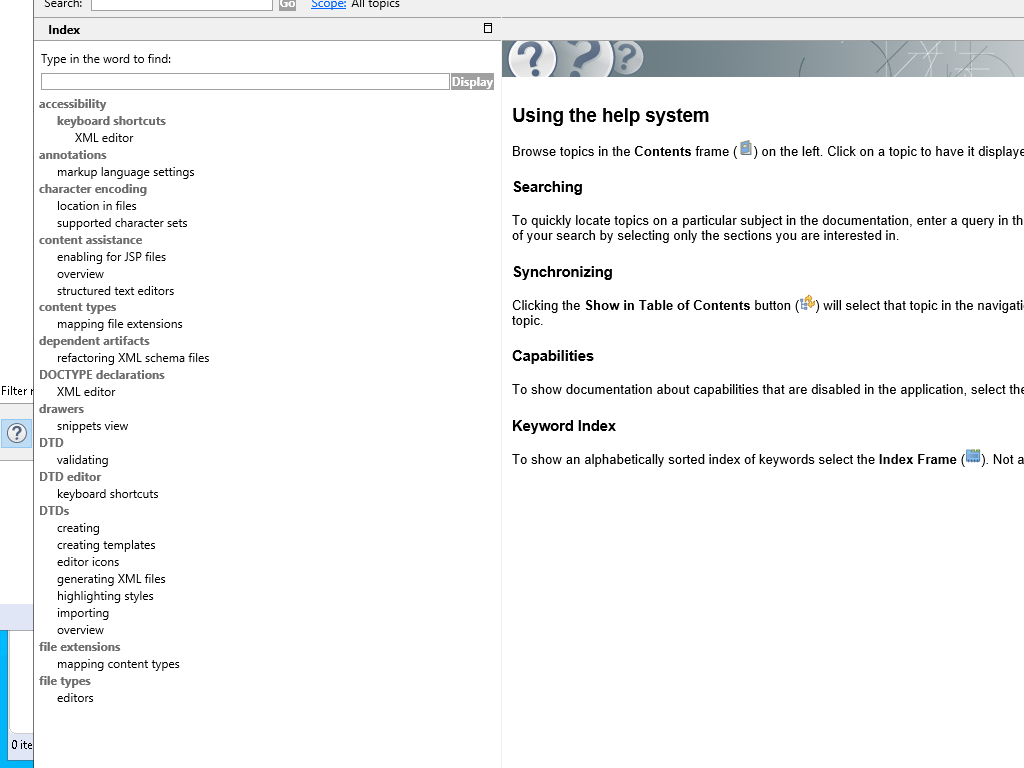 Search:
Go
Scope: All topics
Index
Type in the word to find:
Display
accessibility
keyboard shortcuts
XML editor
annotations
markup language settings
character encoding
location in files
supported character sets
content assistance
enabling for JSP files
overview
structured text editors
content types
mapping file extensions
dependent artifacts
refactoring XML schema files
DOCTYPE declarations
XML editor
drawers
snippets view
DTD
validating
DTD editor
keyboard shortcuts
DTDs
creating
creating templates
editor icons
generating XML files
highlighting styles
importing
overview
file extensions
mapping content types
file types
editors
Using the help system
Browse topics in the Contents frame ( ) on the left. Click on a topic to have it displaye
Searching
To quickly locate topics on a particular subject in the documentation, enter a query in th
of your search by selecting only the sections you are interested in.
Synchronizing
Clicking the Show in Table of Contents button ( ) will select that topic in the navigati
topic.
Capabilities
To show documentation about capabilities that are disabled in the application, select the
Keyword Index
To show an alphabetically sorted index of keywords select the Index Frame ( ). Not a
Filter
0 ite